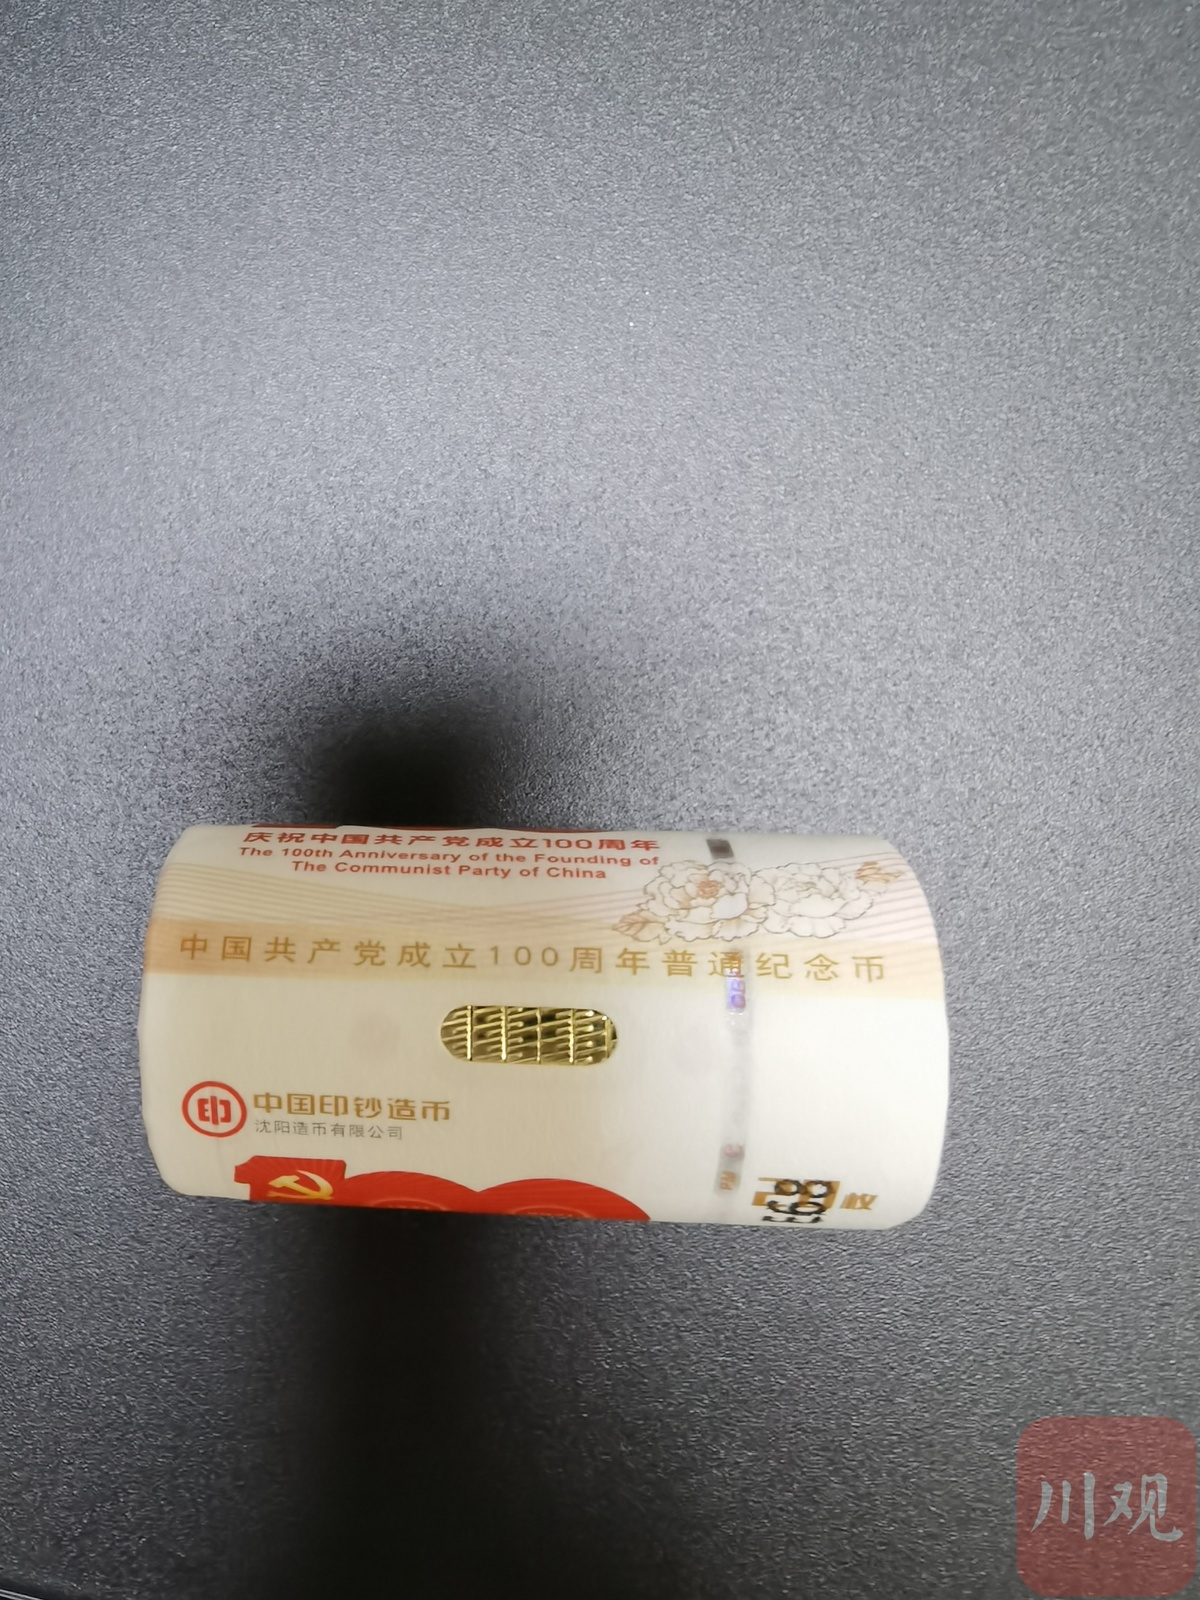 庆祝中国共产党成立100周年
The 100th Anniversary of the Founding of
The Communist Party of China
中国共产党成立100周年普通纪念币
印
中国印钞造币
沈阳造币有限公司
100
枚
川观